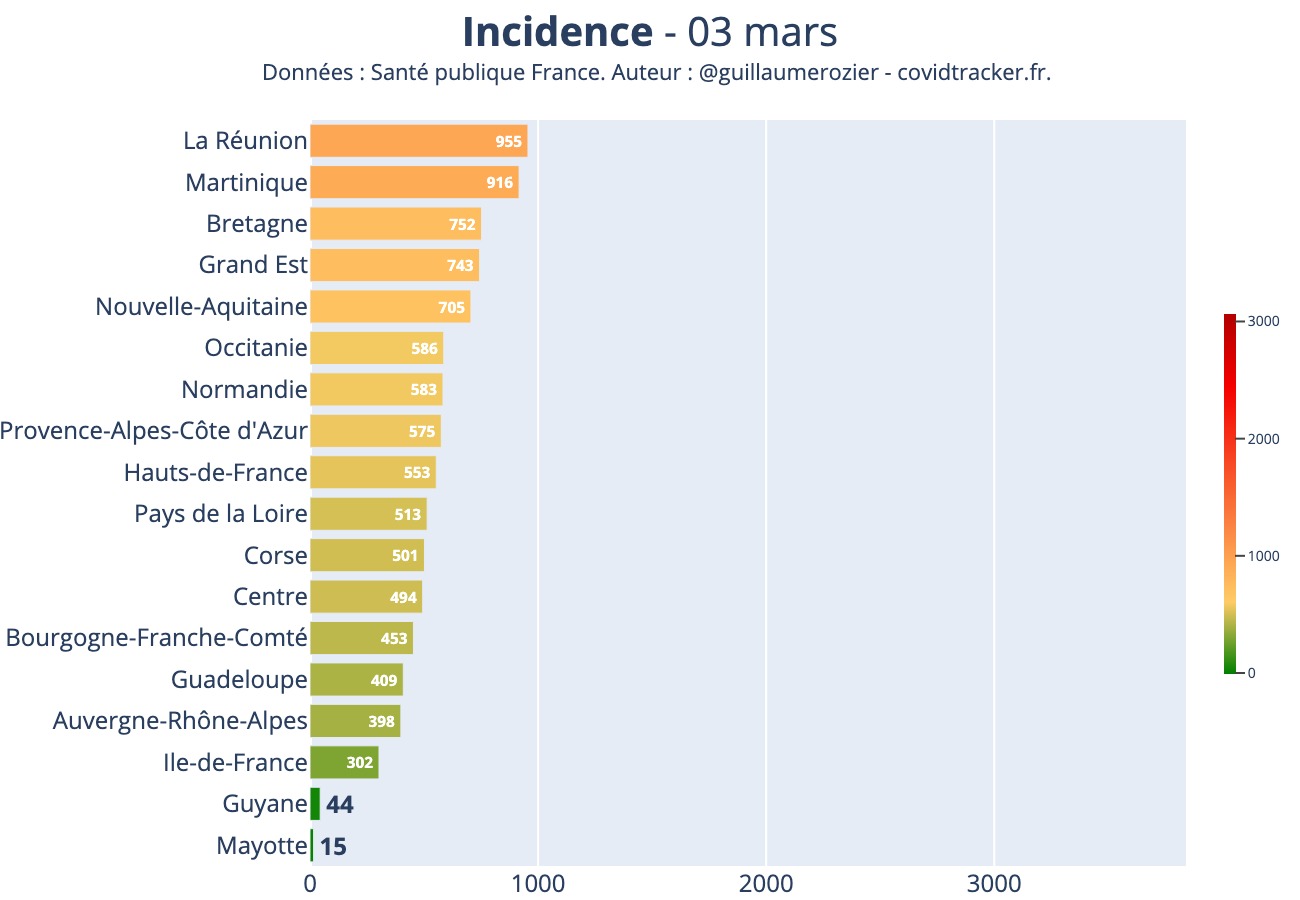 Incidence - 03 mars
Données : Santé publique France. Auteur : @guillaumerozier - covidtracker.fr.
La Réunion 955
Martinique 916
Bretagne 752
Grand Est 743
Nouvelle-Aquitaine 705
Occitanie 586
Normandie 583
Provence-Alpes-Côte d'Azur 575
Hauts-de-France 553
Pays de la Loire 513
Corse 501
Centre 494
Bourgogne-Franche-Comté 453
Guadeloupe 409
Auvergne-Rhône-Alpes 398
Ile-de-France 302
Guyane 44
Mayotte 15
0 1000 2000 3000
3000
2000
1000
0